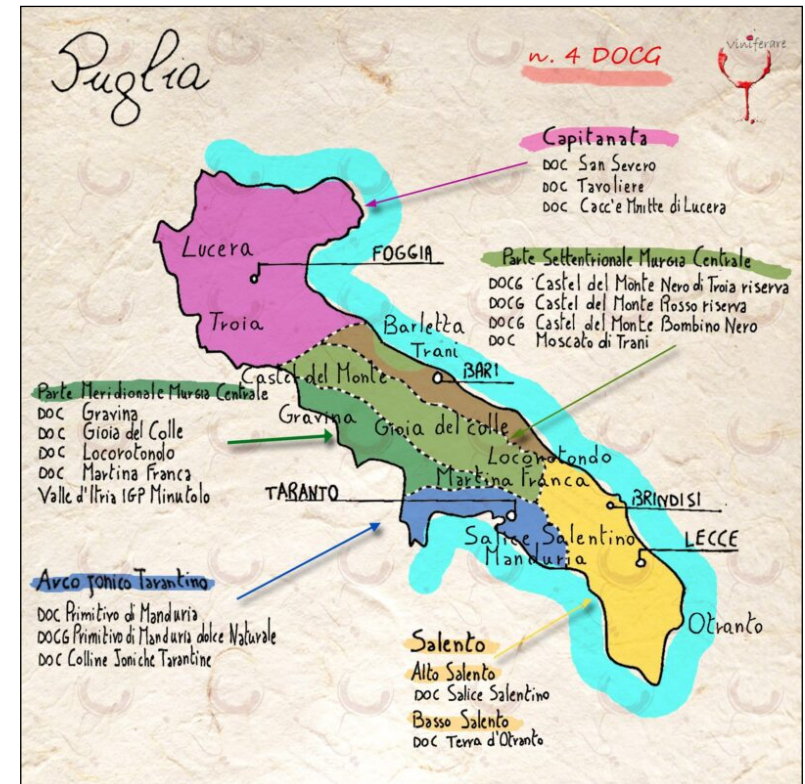 Puglia
n. 4 DOCG
viniferare
Capitanata
DOC San Severo
DOC Tavoliere
DOC Cacc'e Mnitte di Lucera
Lucera
FOGGIA
Troia
Parte Settentrionale Murgia Centrale
DOCG Castel del Monte Nero di Troia riserva
DOCG Castel del Monte Rosso riserva
DOCG Castel del Monte Bombino Nero
DOC Moscato di Trani
Barletta
Trani
BARI
Castel del Monte
Gravina
Gioia del colle
Locorotondo
Martina Franca
Parte Meridionale Murgia Centrale
DOC Gravina
DOC Gioia del Colle
DOC Locorotondo
DOC Martina Franca
Valle d'Itria IGP Minutolo
TARANTO
BRINDISI
LECCE
Salice Salentino
Manduria
Otranto
Arco Jonico Tarantino
DOC Primitivo di Manduria
DOCG Primitivo di Manduria dolce Naturale
DOC Colline Joniche Tarantine
Salento
Alto Salento
DOC Salice Salentino
Basso Salento
DOC Terra d'Otranto